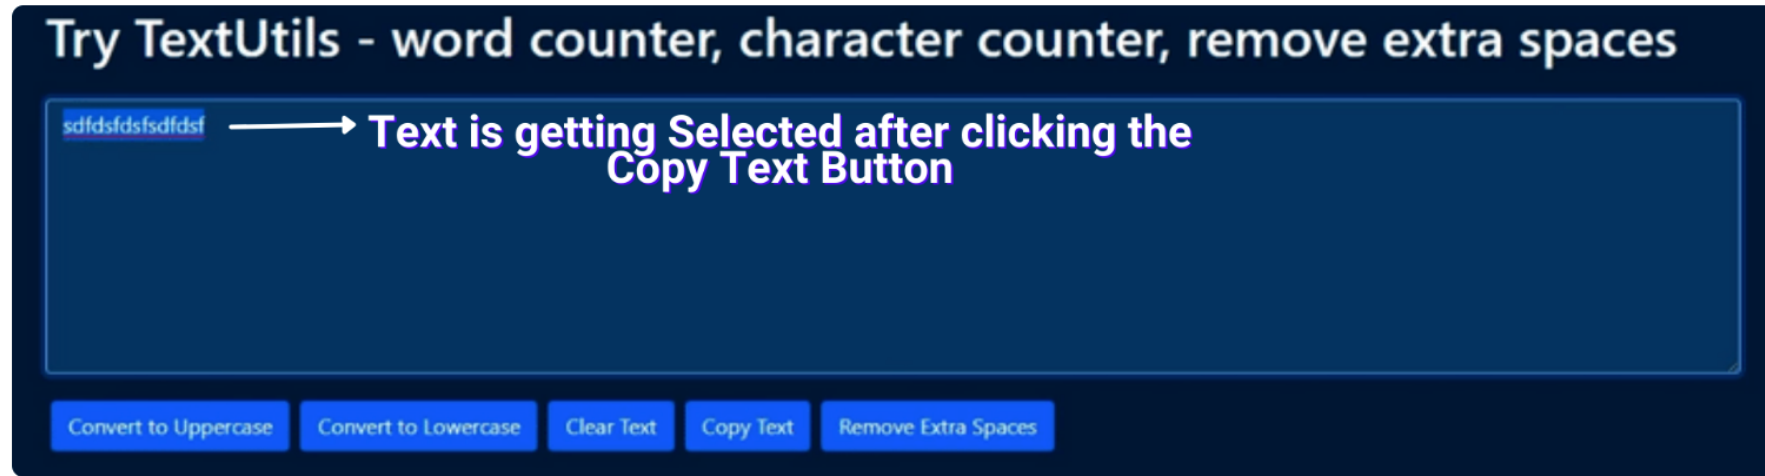 Try TextUtils - word counter, character counter, remove extra spaces
sdfdsfdsfsdfdsf
Text is getting Selected after clicking the
Copy Text Button
Convert to Uppercase
Convert to Lowercase
Clear Text
Copy Text
Remove Extra Spaces